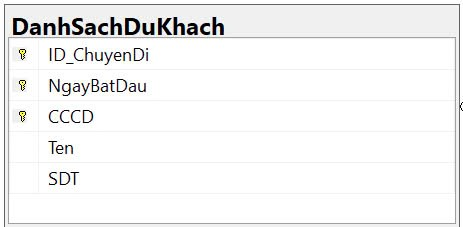 DanhSachDuKhach
ID_ChuyenDi
NgayBatDau
CCCD
Ten
SDT